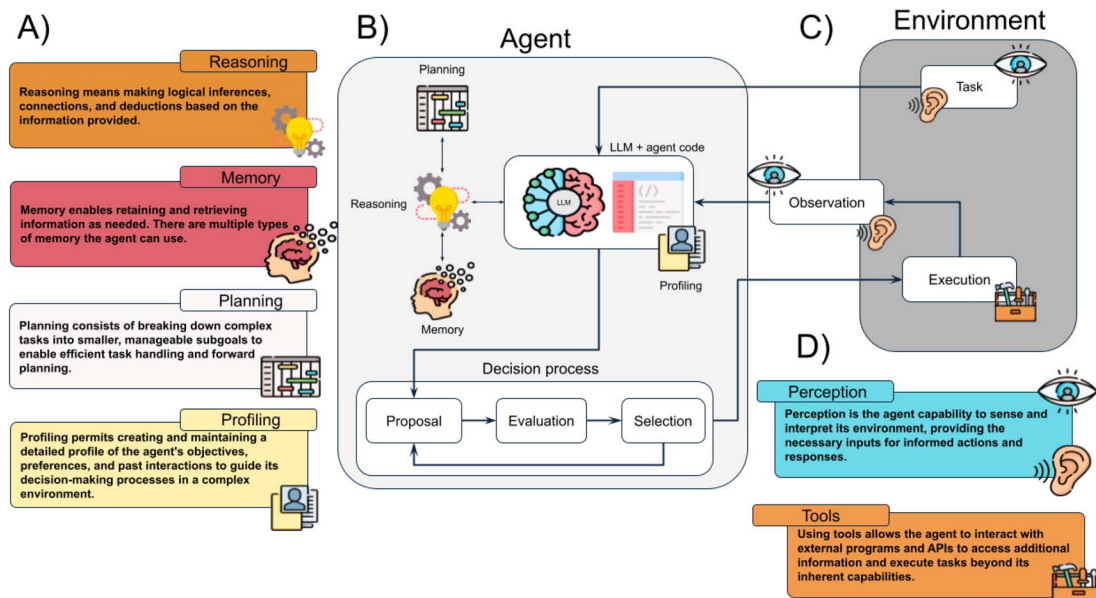 A)
Reasoning
Reasoning means making logical inferences,
connections, and deductions based on the
information provided.
Memory
Memory enables retaining and retrieving
information as needed. There are multiple types
of memory the agent can use.
Planning
Planning consists of breaking down complex
tasks into smaller, manageable subgoals to
enable efficient task handling and forward
planning.
Profiling
Profiling permits creating and maintaining a
detailed profile of the agent's objectives,
preferences, and past interactions to guide its
decision-making processes in a complex
environment.
B)
Agent
Planning
LLM + agent code
LLM
</>
Reasoning
Profiling
Memory
Decision process
Proposal
Evaluation
Selection
C)
Environment
Task
Observation
Execution
D)
Perception
Perception is the agent capability to sense and
interpret its environment, providing the
necessary inputs for informed actions and
responses.
Tools
Using tools allows the agent to interact with
external programs and APIs to access additional
information and execute tasks beyond its
inherent capabilities.